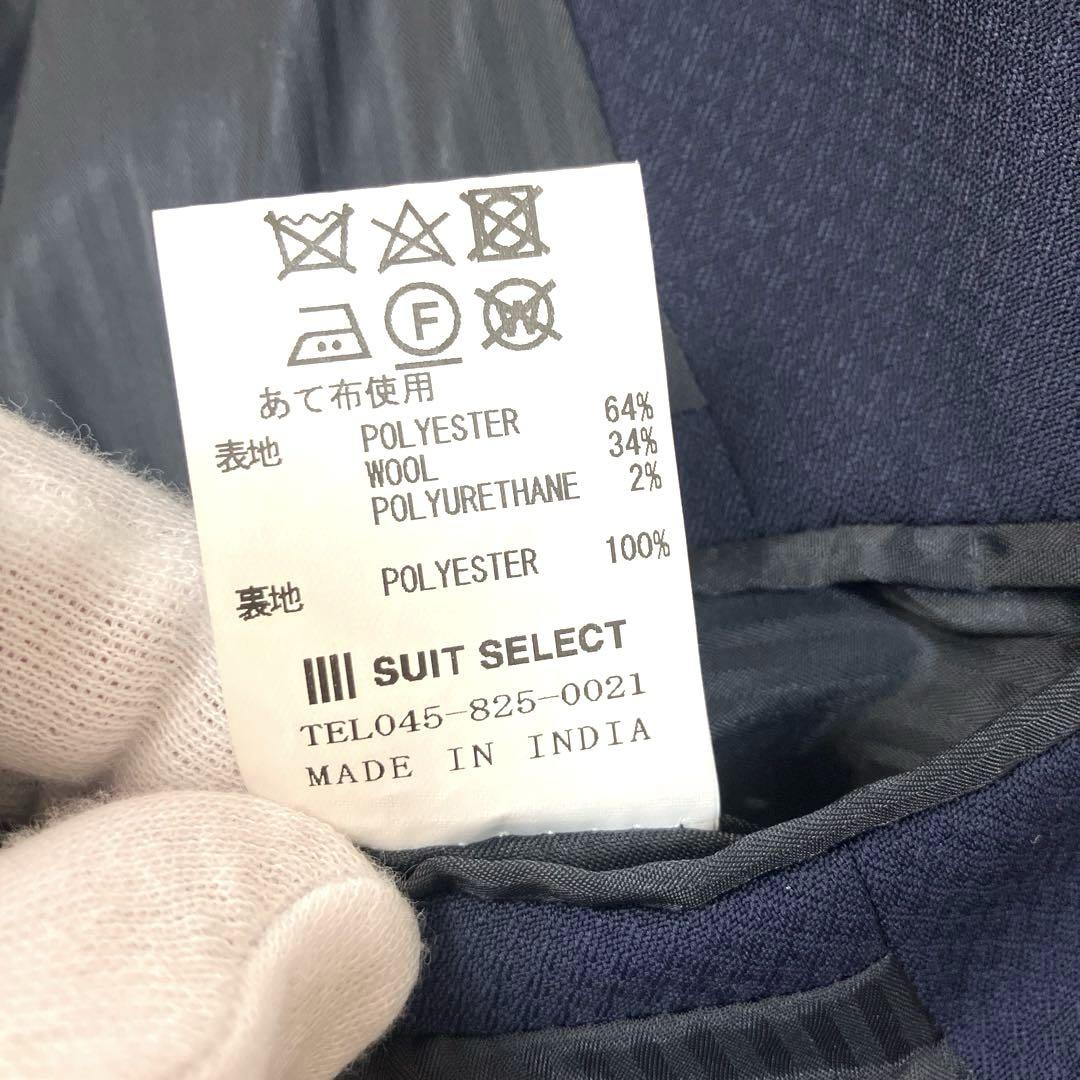 F W
あて布使用
表地 POLYESTER 64%
WOOL 34%
POLYURETHANE 2%
裏地 POLYESTER 100%
SUIT SELECT
TEL045-825-0021
MADE IN INDIA